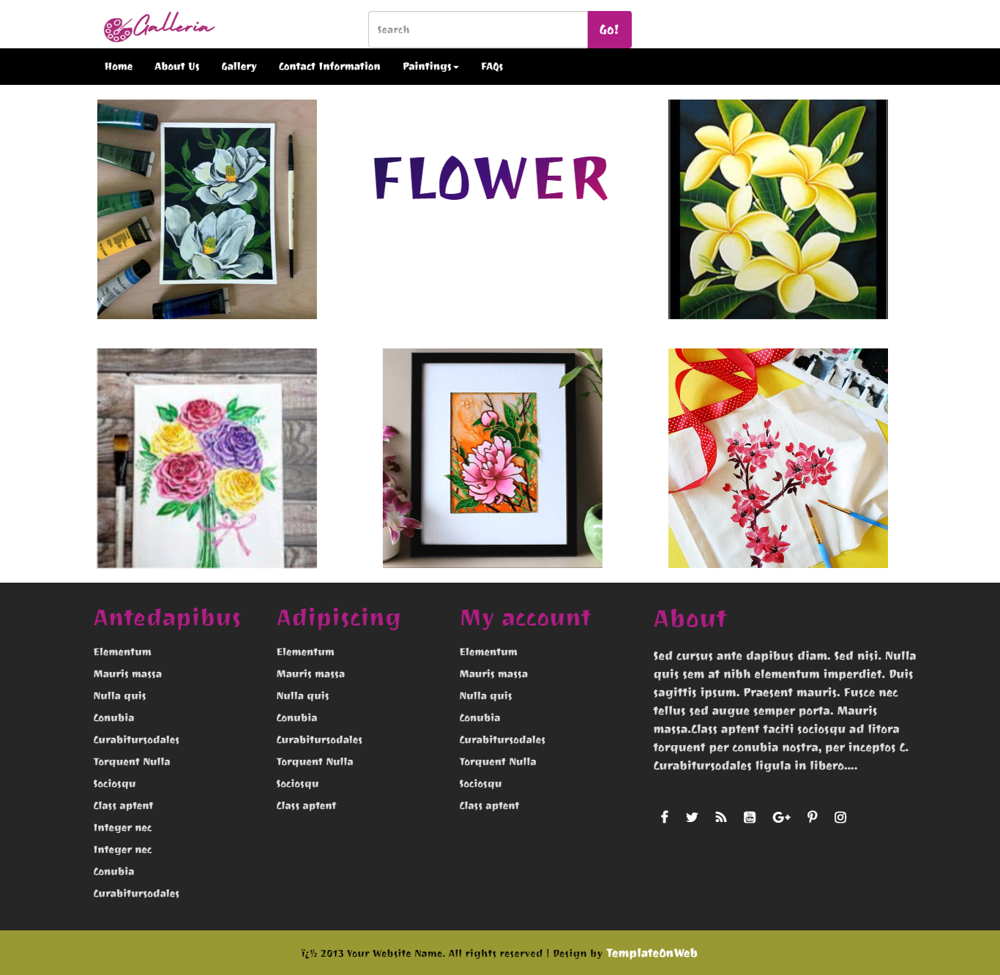 Galleria
Search
Go!
Home
About Us
Gallery
Contact Information
Paintings
FAQs
FLOWER
Antedapibus
Elementum
Mauris massa
Nulla quis
Conubia
Curabitursodales
Torquent Nulla
Sociosqu
Class aptent
Integer nec
Integer nec
Conubia
Curabitursodales
Adipiscing
Elementum
Mauris massa
Nulla quis
Conubia
Curabitursodales
Torquent Nulla
Sociosqu
Class aptent
My account
Elementum
Mauris massa
Nulla quis
Conubia
Curabitursodales
Torquent Nulla
Sociosqu
Class aptent
About
Sed cursus ante dapibus diam. Sed nisi. Nulla
quis sem at nibh elementum imperdiet. Duis
sagittis ipsum. Praesent mauris. Fusce nec
tellus sed augue semper porta. Mauris
massa.Class aptent taciti sociosqu ad litora
torquent per conubia nostra, per inceptos C.
Curabitursodales ligula in libero....
ï¿½ 2013 Your Website Name. All rights reserved | Design by TemplateOnWeb